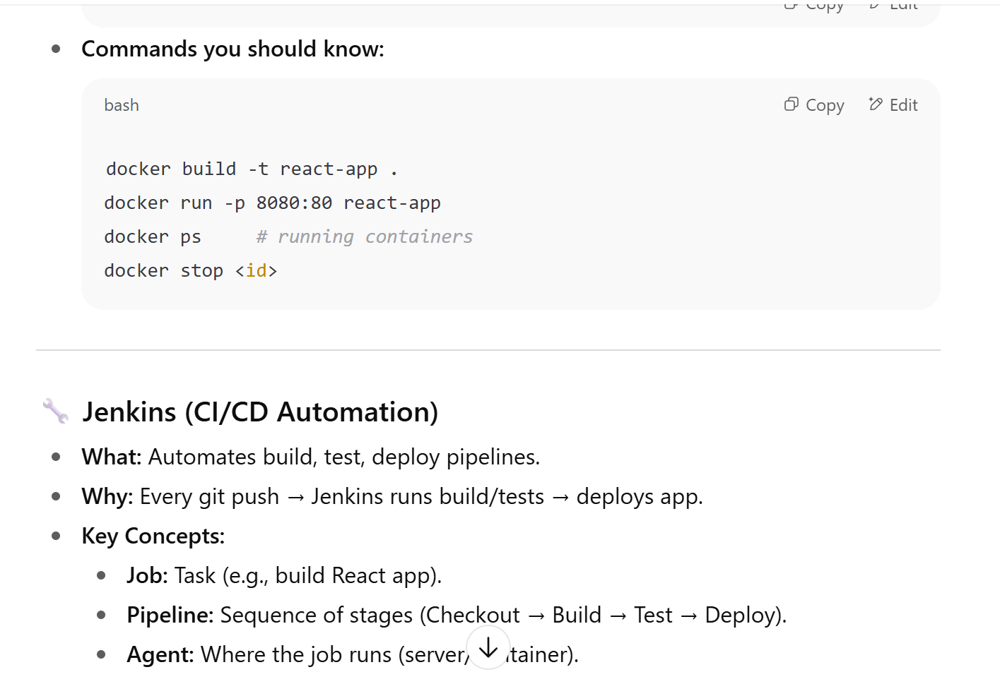 Copy Edit
Commands you should know:
bash Copy Edit
docker build -t react-app .
docker run -p 8080:80 react-app
docker ps     # running containers
docker stop <id>
Jenkins (CI/CD Automation)
What: Automates build, test, deploy pipelines.
Why: Every git push → Jenkins runs build/tests → deploys app.
Key Concepts:
Job: Task (e.g., build React app).
Pipeline: Sequence of stages (Checkout → Build → Test → Deploy).
Agent: Where the job runs (server/ tainer).